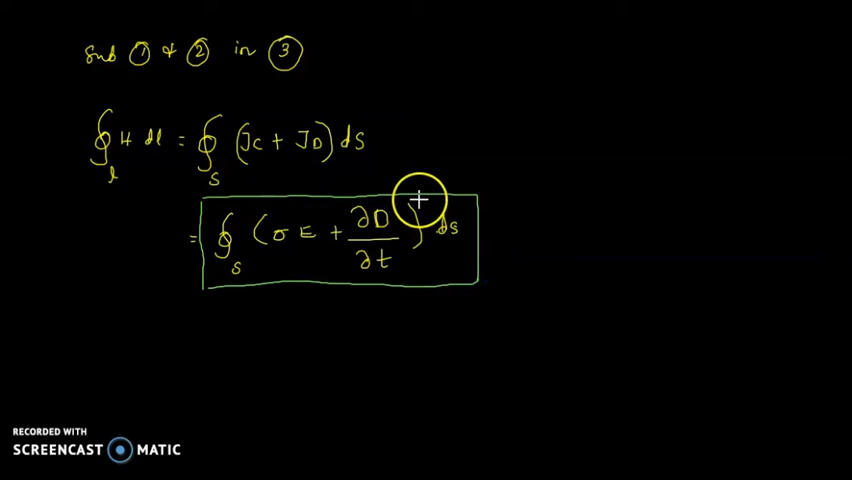 Sub ① & ② in ③
∮l H dl = ∮S (JC + JD) dS
= ∮S (σE + ∂D/∂t) ds
RECORDED WITH
SCREENCAST MATIC